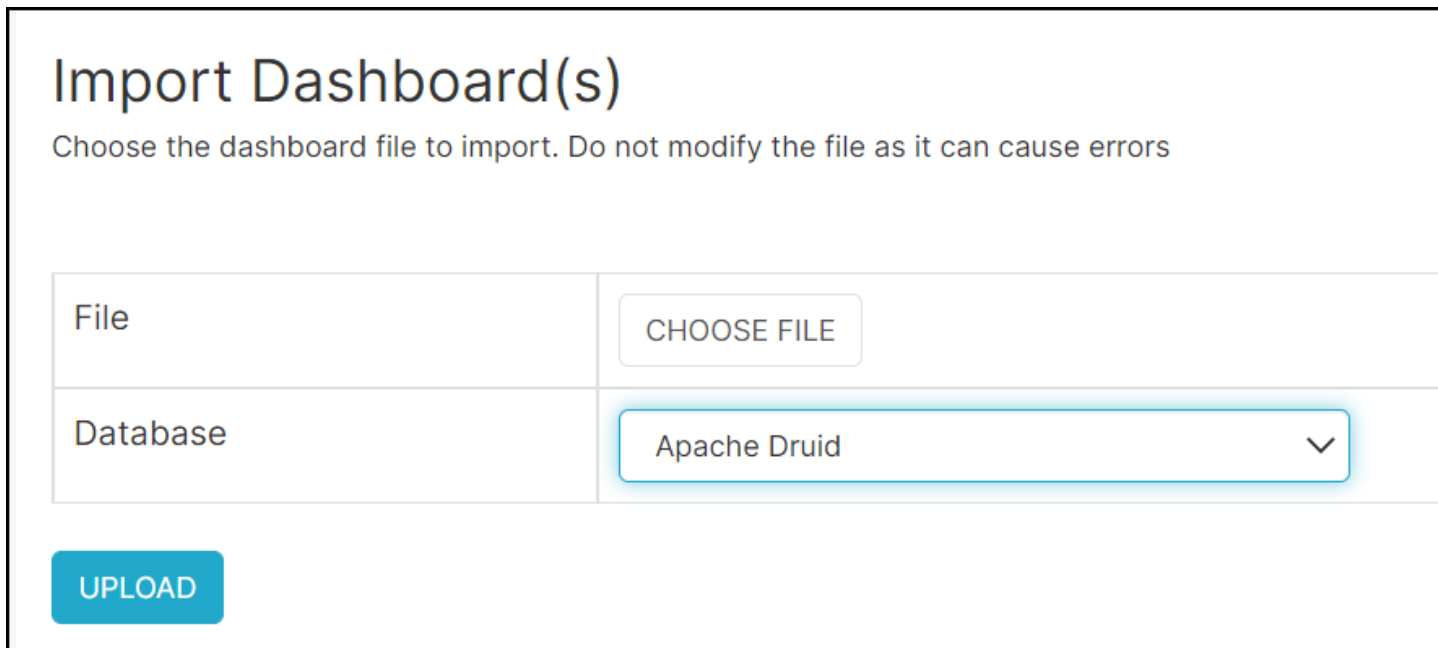 Import Dashboard(s)
Choose the dashboard file to import. Do not modify the file as it can cause errors
File
CHOOSE FILE
Database
Apache Druid
UPLOAD